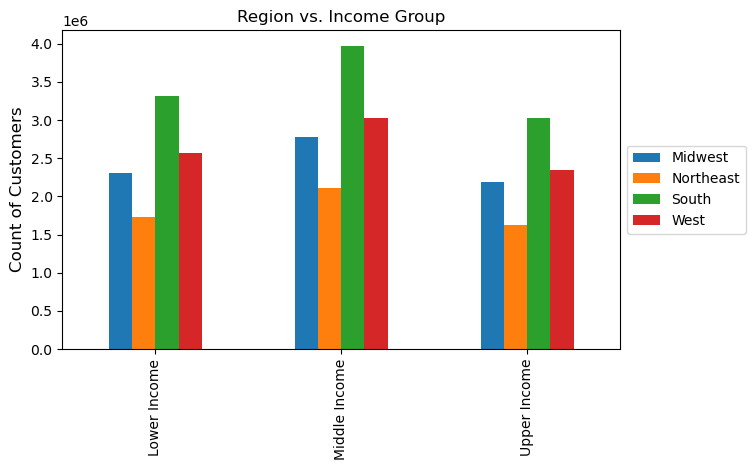 Region vs. Income Group
1e6
4.0
3.5
3.0
2.5
2.0
1.5
1.0
0.5
0.0
Count of Customers
Lower Income
Middle Income
Upper Income
Midwest
Northeast
South
West